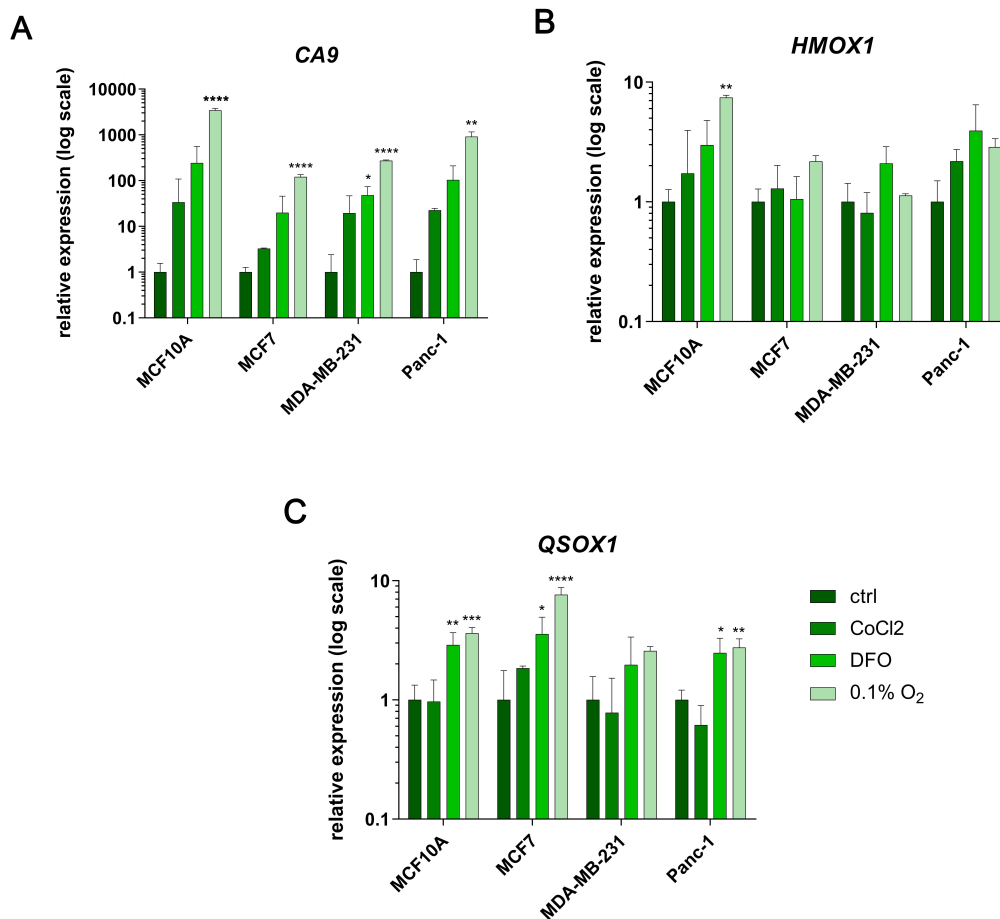 A
CA9
relative expression (log scale)
10000
1000
100
10
1
0.1
****
****
*
****
**
MCF10A
MCF7
MDA-MB-231
Panc-1
B
HMOX1
relative expression (log scale)
10
1
0.1
**
MCF10A
MCF7
MDA-MB-231
Panc-1
C
QSOX1
relative expression (log scale)
10
1
0.1
**
***
*
****
*
**
MCF10A
MCF7
MDA-MB-231
Panc-1
ctrl
CoCl2
DFO
0.1% O₂